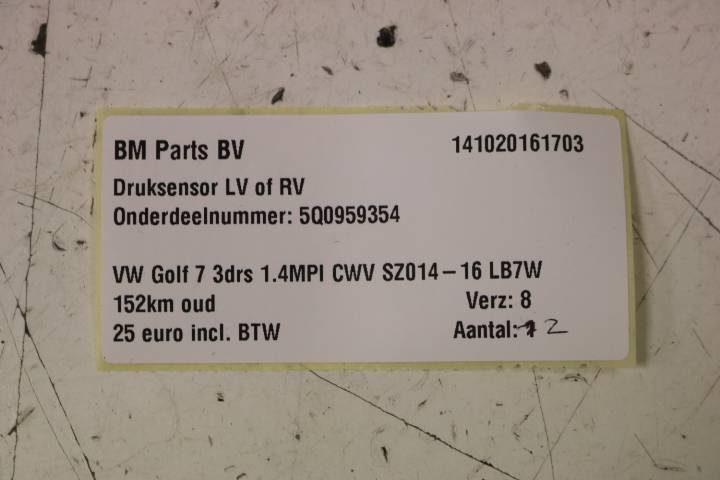 BM Parts BV 141020161703
Druksensor LV of RV
Onderdeelnummer: 5Q0959354
VW Golf 7 3drs 1.4MPI CWV SZ014-16 LB7W
152km oud Verz: 8
25 euro incl. BTW Aantal: 1 2